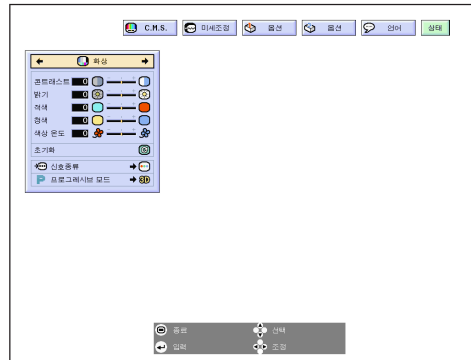 C.M.S. 미세조정 옵션 옵션 언어 상태
화상
콘트래스트 0
밝기 0
적색 0
청색 0
색상 온도 0
초기화
신호종류
P 프로그레시브 모드 3D
종료 선택
입력 조정